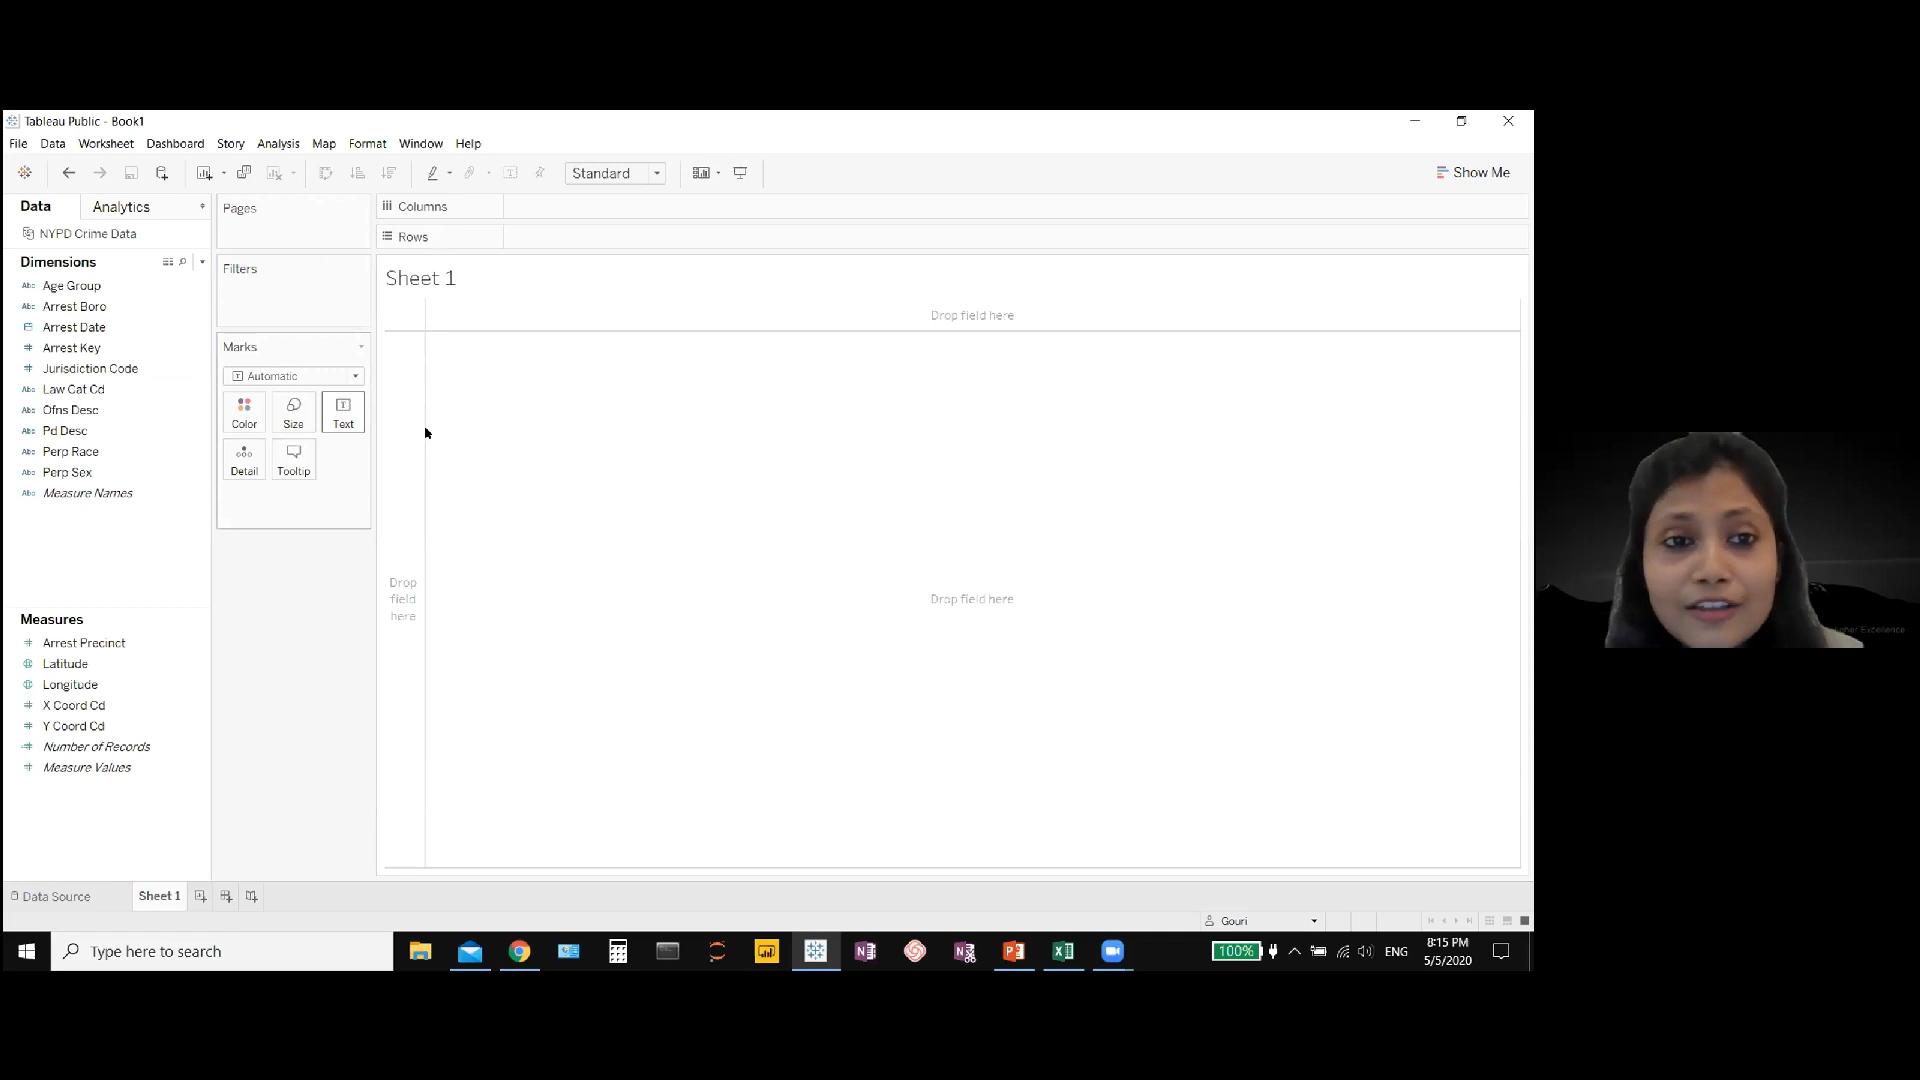 Tableau Public - Book1
File Data Worksheet Dashboard Story Analysis Map Format Window Help
Standard
Show Me
Data Analytics
NYPD Crime Data
Dimensions
Age Group
Arrest Boro
Arrest Date
Arrest Key
Jurisdiction Code
Law Cat Cd
Ofns Desc
Pd Desc
Perp Race
Perp Sex
Measure Names
Measures
Arrest Precinct
Latitude
Longitude
X Coord Cd
Y Coord Cd
Number of Records
Measure Values
Pages
Filters
Marks
Automatic
Color Size Text
Detail Tooltip
Columns
Rows
Sheet 1
Drop field here
Drop
field
here
Drop field here
Excellence
Data Source Sheet 1
Gouri
Type here to search
100%
ENG
8:15 PM
5/5/2020